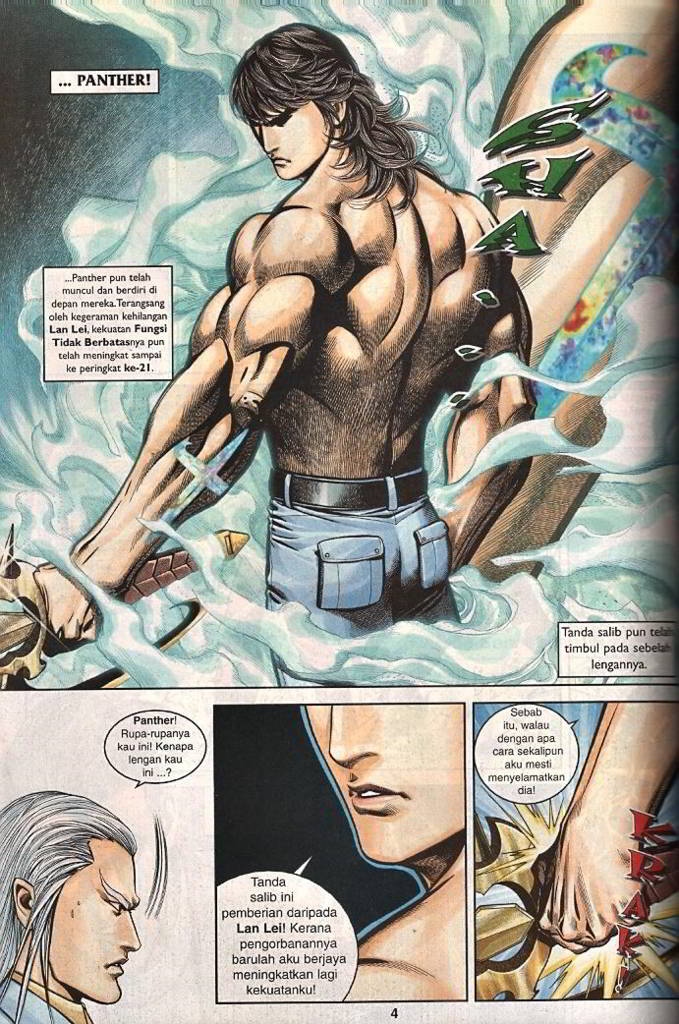 ... PANTHER!
SHA
...Panther pun telah
muncul dan berdiri di
depan mereka.Terangsang
oleh kegeraman kehilangan
Lan Lei, kekuatan Fungsi
Tidak Berbatasnya pun
telah meningkat sampai
ke peringkat ke-21.
Tanda salib pun telah
timbul pada sebelah
lengannya.
Panther!
Rupa-rupanya
kau ini! Kenapa
lengan kau
ini ...?
Tanda
salib ini
pemberian daripada
Lan Lei! Kerana
pengorbanannya
barulah aku berjaya
meningkatkan lagi
kekuatanku!
Sebab
itu, walau
dengan apa
cara sekalipun
aku mesti
menyelamatkan
dia!
KRAK
4